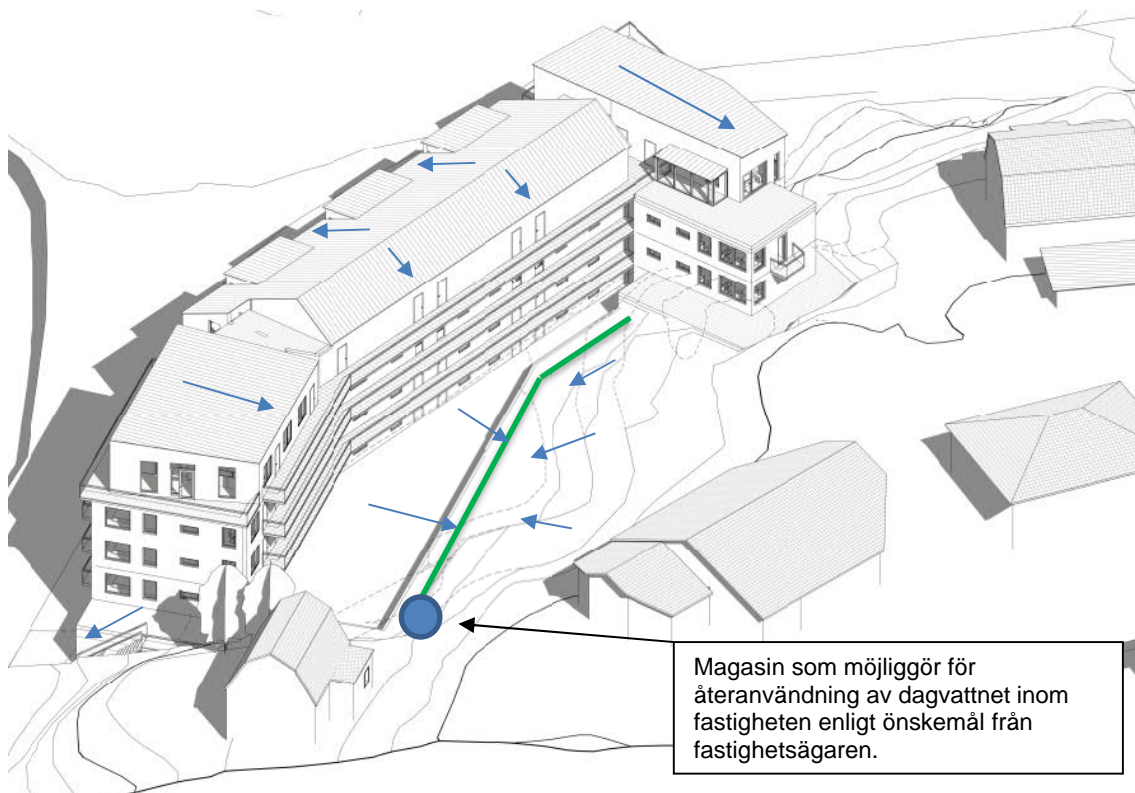 Magasin som möjliggör för
återanvändning av dagvattnet inom
fastigheten enligt önskemål från
fastighetsägaren.